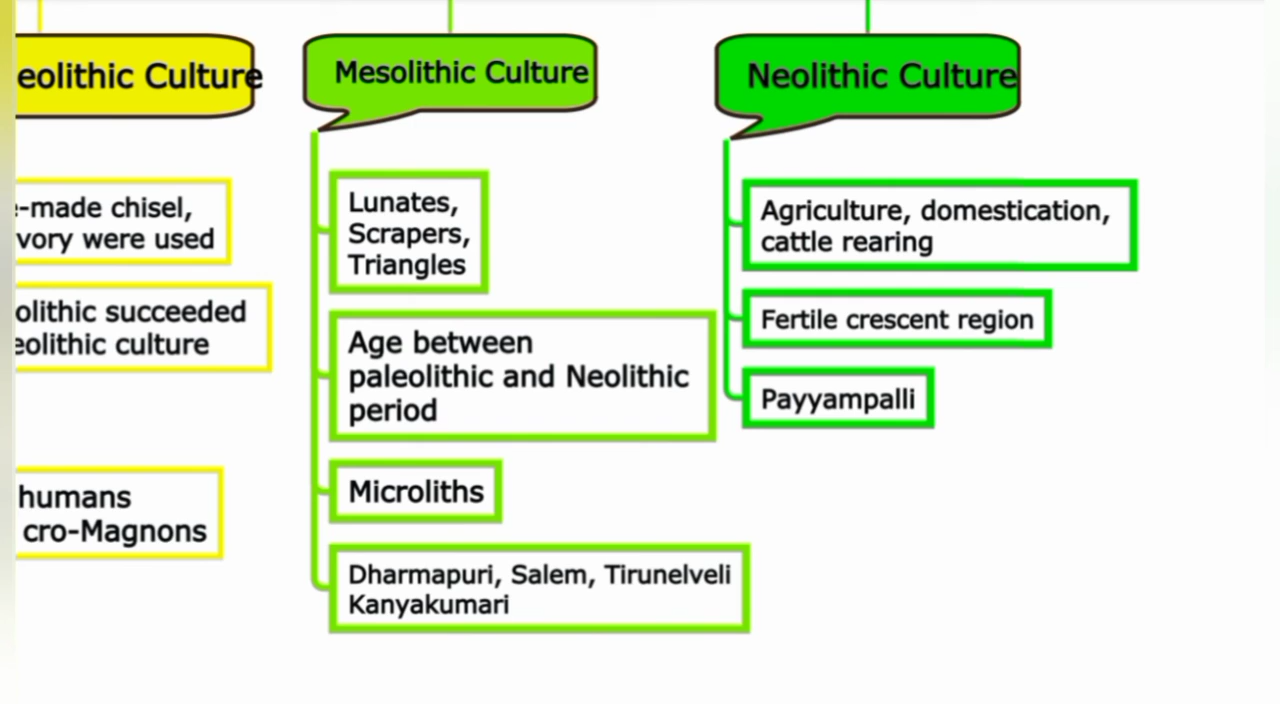 eolithic Culture
-made chisel,
vory were used
olithic succeeded
eolithic culture
humans
cro-Magnons
Mesolithic Culture
Lunates,
Scrapers,
Triangles
Age between
paleolithic and Neolithic
period
Microliths
Dharmapuri, Salem, Tirunelveli
Kanyakumari
Neolithic Culture
Agriculture, domestication,
cattle rearing
Fertile crescent region
Payyampalli